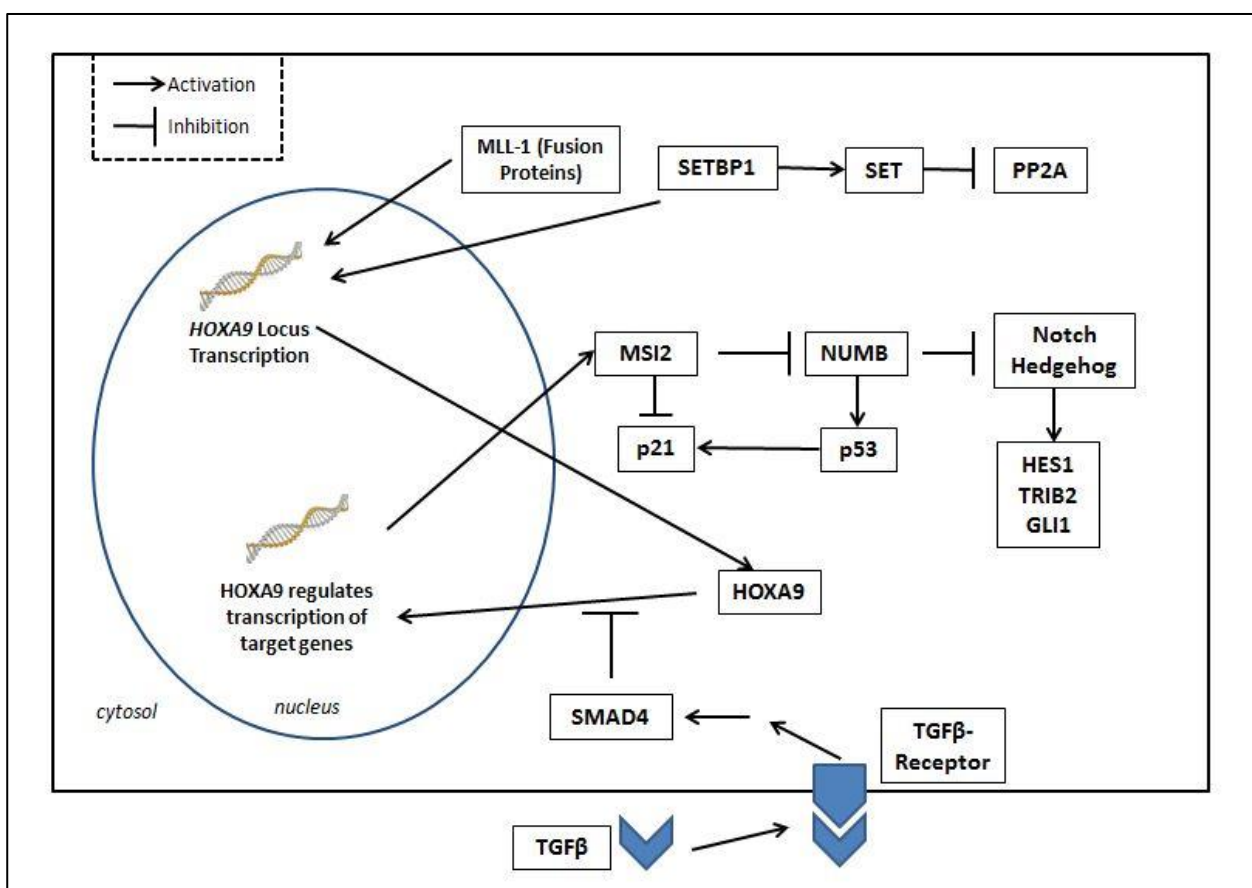 Activation
Inhibition
MLL-1 (Fusion
Proteins)
SETBP1
SET
PP2A
HOXA9 Locus
Transcription
MSI2
NUMB
Notch
Hedgehog
p21
p53
HES1
TRIB2
GLI1
HOXA9 regulates
transcription of
target genes
HOXA9
cytosol
nucleus
SMAD4
TGFβ-
Receptor
TGFβ